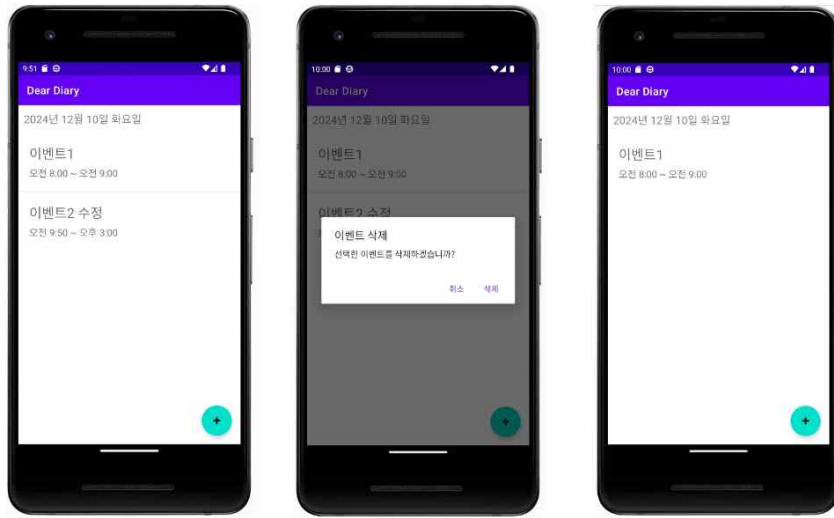 9:51
Dear Diary
2024년 12월 10일 화요일
이벤트1
오전 8:00 ~ 오전 9:00
이벤트2 수정
오전 9:50 ~ 오후 3:00
+
10:00
Dear Diary
2024년 12월 10일 화요일
이벤트1
오전 8:00 ~ 오전 9:00
이벤트2 수정
이벤트 삭제
선택한 이벤트를 삭제하겠습니까?
취소 삭제
+
10:00
Dear Diary
2024년 12월 10일 화요일
이벤트1
오전 8:00 ~ 오전 9:00
+